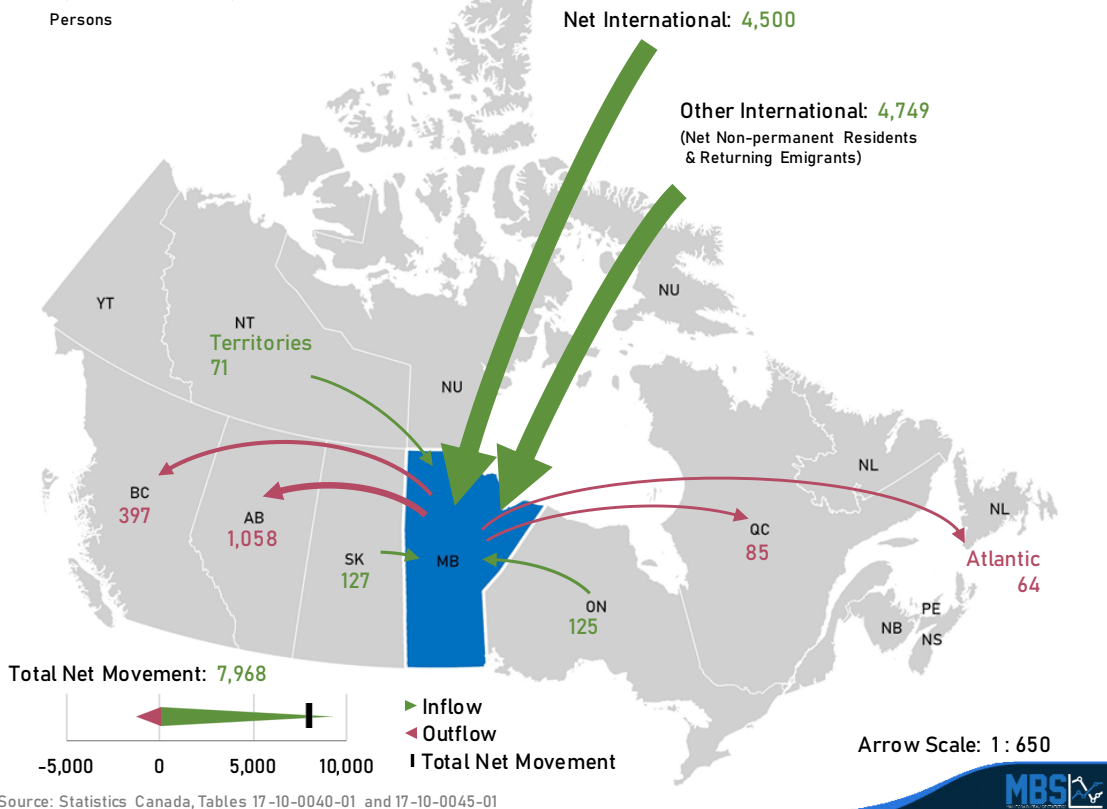 Persons
Net International: 4,500
Other International: 4,749
(Net Non-permanent Residents
& Returning Emigrants)
NU
YT
NT
Territories
71
NU
NL
BC
397
AB
1,058
SK
127
MB
ON
125
QC
85
NL
Atlantic
64
PE
NB
NS
Total Net Movement: 7,968
-5,000 0 5,000 10,000
Inflow
Outflow
Total Net Movement
Arrow Scale: 1 : 650
MBS
Source: Statistics Canada, Tables 17-10-0040-01 and 17-10-0045-01